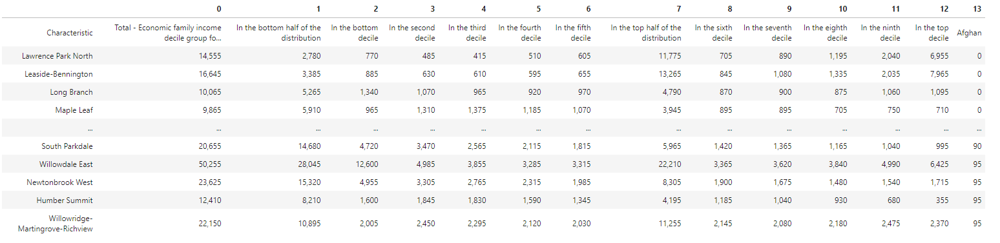 0 1 2 3 4 5 6 7 8 9 10 11 12 13
Characteristic Total - Economic family income decile group fo... In the bottom half of the distribution In the bottom decile In the second decile In the third decile In the fourth decile In the fifth decile In the top half of the distribution In the sixth decile In the seventh decile In the eighth decile In the ninth decile In the top decile Afghan
Lawrence Park North 14,555 2,780 770 485 415 510 605 11,775 705 890 1,195 2,040 6,955 0
Leaside-Bennington 16,645 3,385 885 630 610 595 655 13,265 845 1,080 1,335 2,035 7,965 0
Long Branch 10,065 5,265 1,340 1,070 965 920 970 4,790 870 900 875 1,060 1,095 0
Maple Leaf 9,865 5,910 965 1,310 1,375 1,185 1,070 3,945 895 895 705 750 710 0
... ... ... ... ... ... ... ... ... ... ... ... ... ... ...
South Parkdale 20,655 14,680 4,720 3,470 2,565 2,115 1,815 5,965 1,420 1,365 1,165 1,040 995 90
Willowdale East 50,255 28,045 12,600 4,985 3,855 3,285 3,315 22,210 3,365 3,620 3,840 4,990 6,425 95
Newtonbrook West 23,625 15,320 4,955 3,305 2,765 2,315 1,985 8,305 1,900 1,675 1,480 1,540 1,715 95
Humber Summit 12,410 8,210 1,600 1,845 1,830 1,590 1,345 4,195 1,185 1,040 930 680 355 95
Willowridge-Martingrove-Richview 22,150 10,895 2,005 2,450 2,295 2,120 2,030 11,255 2,145 2,080 2,180 2,475 2,370 95